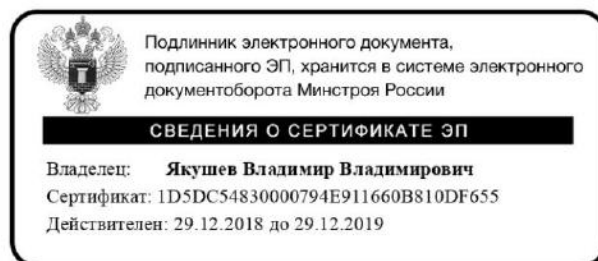 Подлинник электронного документа,
подписанного ЭП, хранится в системе электронного
документоборота Минстроя России
СВЕДЕНИЯ О СЕРТИФИКАТЕ ЭП
Владелец: Якушев Владимир Владимирович
Сертификат: 1D5DC54830000794E911660B810DF655
Действителен: 29.12.2018 до 29.12.2019